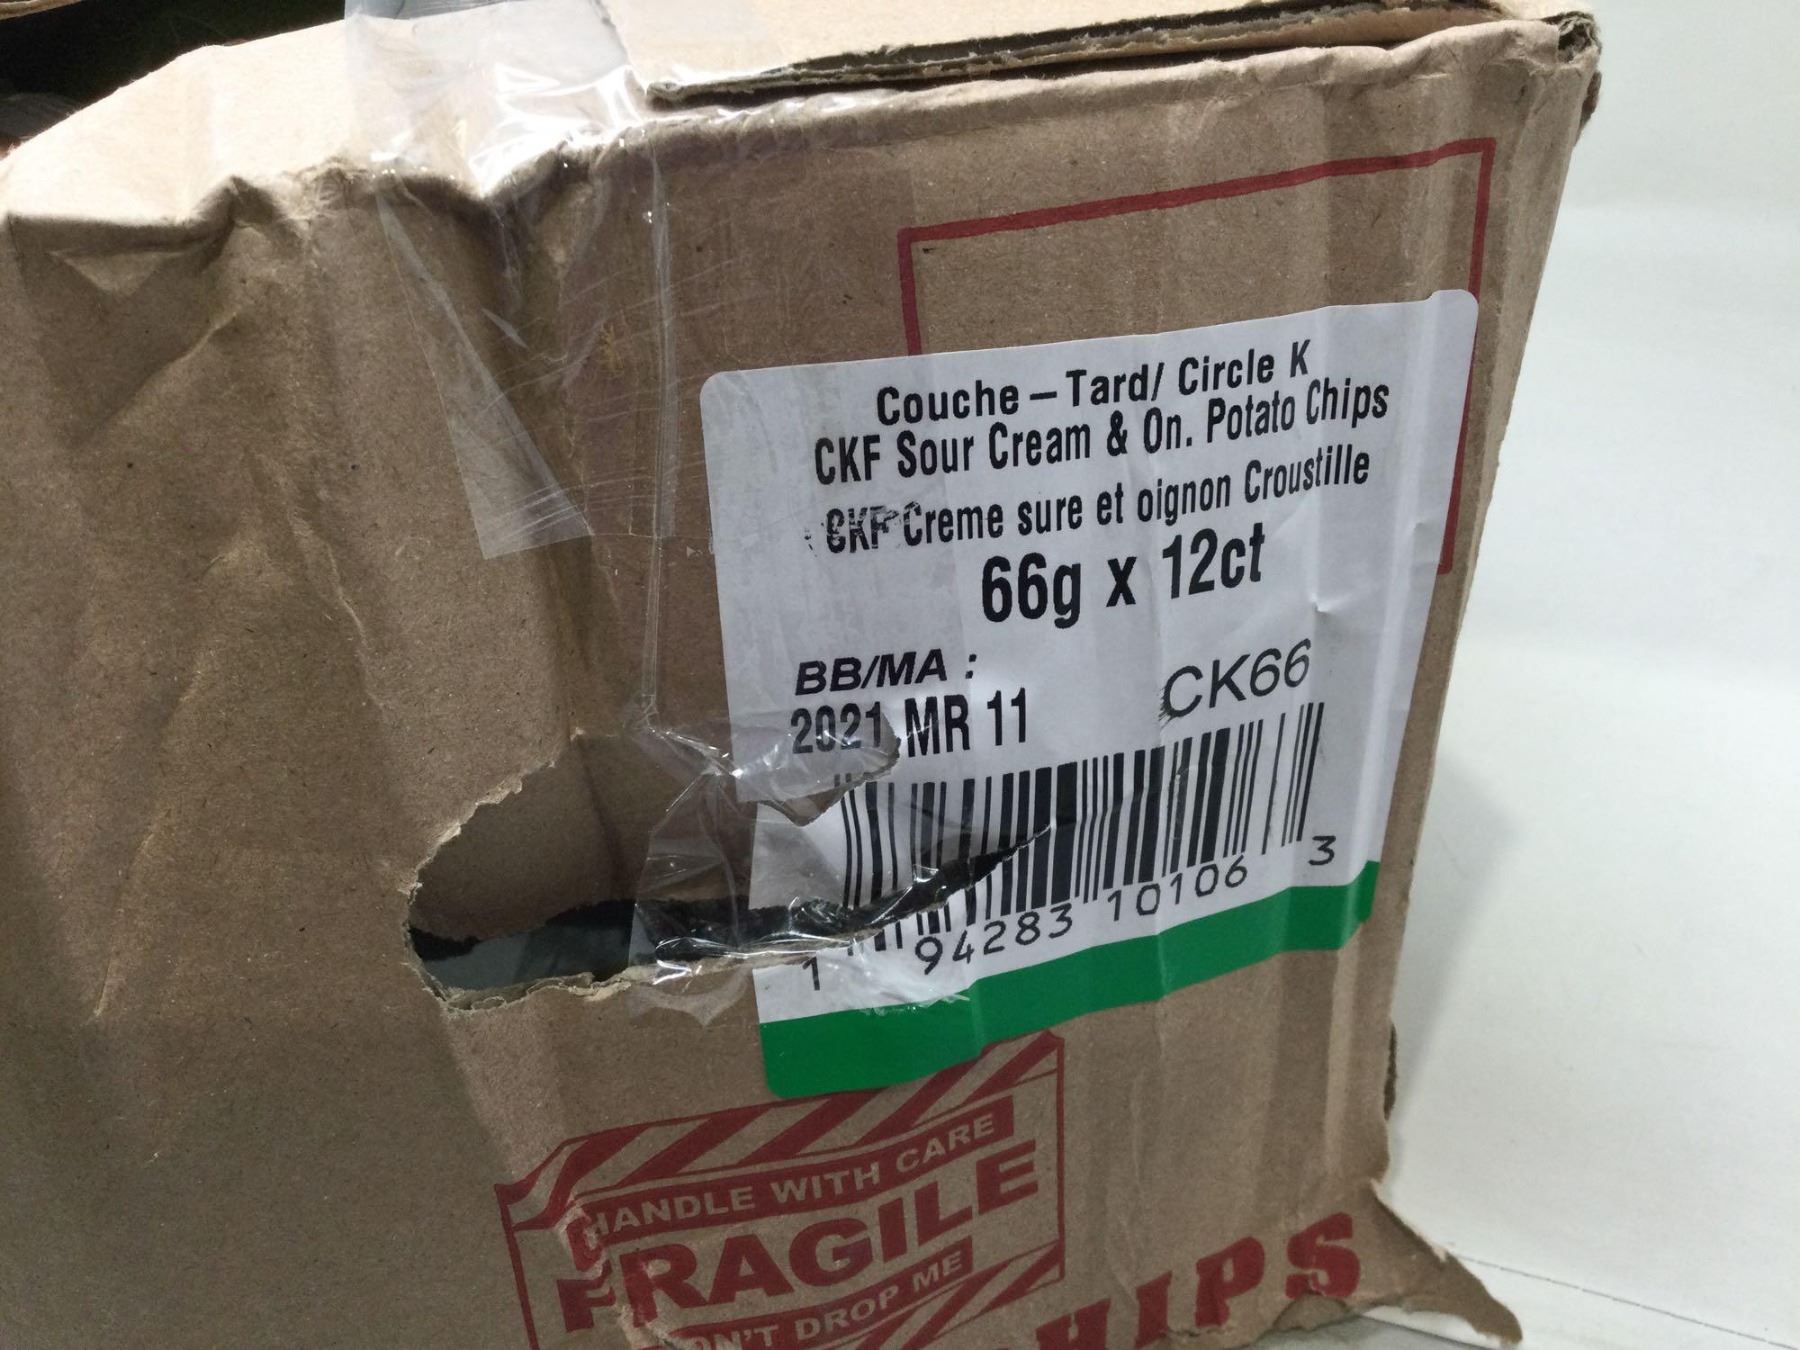 Couche – Tard/ Circle K
CKF Sour Cream & On. Potato Chips
CKF Creme sure et oignon Croustille
66g x 12ct
BB/MA :
2021 MR 11
CK66
1 94283 10106 3
HANDLE WITH CARE
FRAGILE
DON'T DROP ME
CHIPS